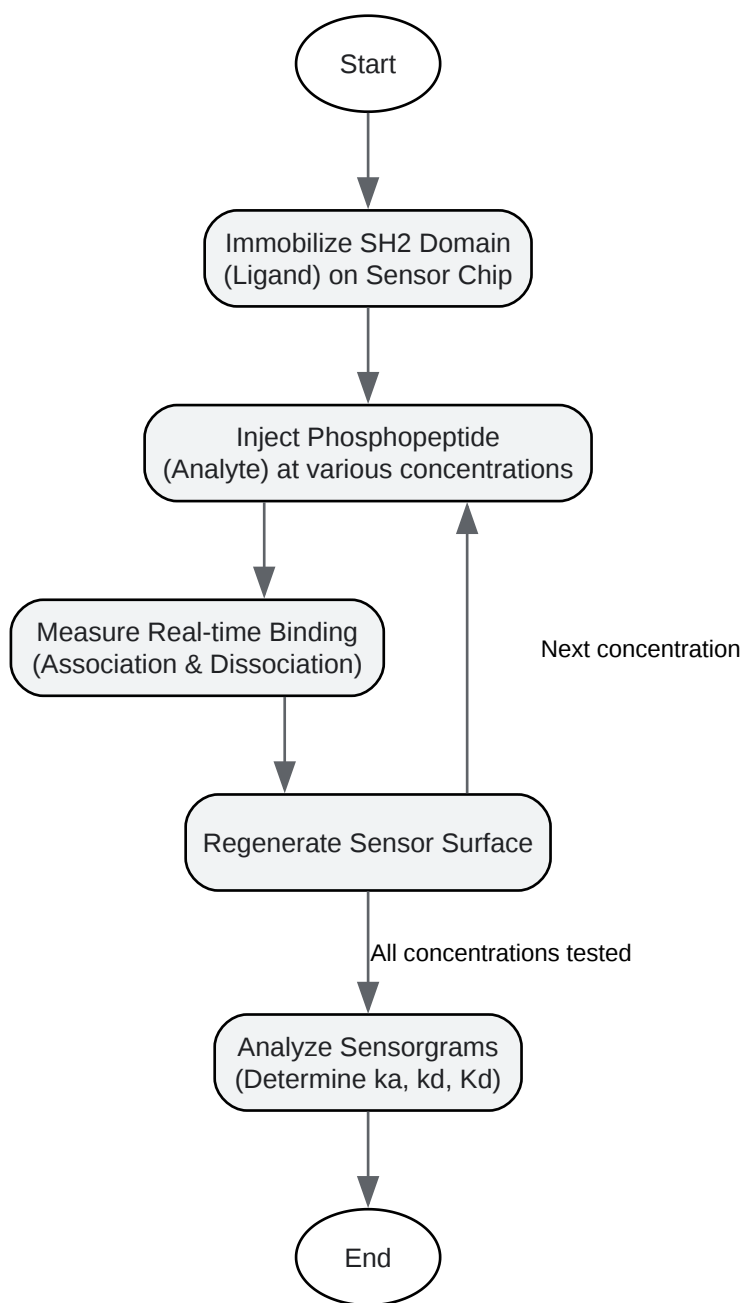 Start
Immobilize SH2 Domain
(Ligand) on Sensor Chip
Inject Phosphopeptide
(Analyte) at various concentrations
Measure Real-time Binding
(Association & Dissociation)
Next concentration
Regenerate Sensor Surface
All concentrations tested
Analyze Sensorgrams
(Determine ka, kd, Kd)
End